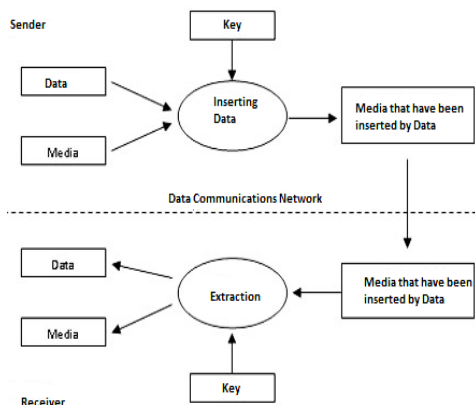 Sender
Key
Data
Inserting
Data
Media that have been
inserted by Data
Media
Data Communications Network
Data
Extraction
Media that have been
inserted by Data
Media
Key
Receiver